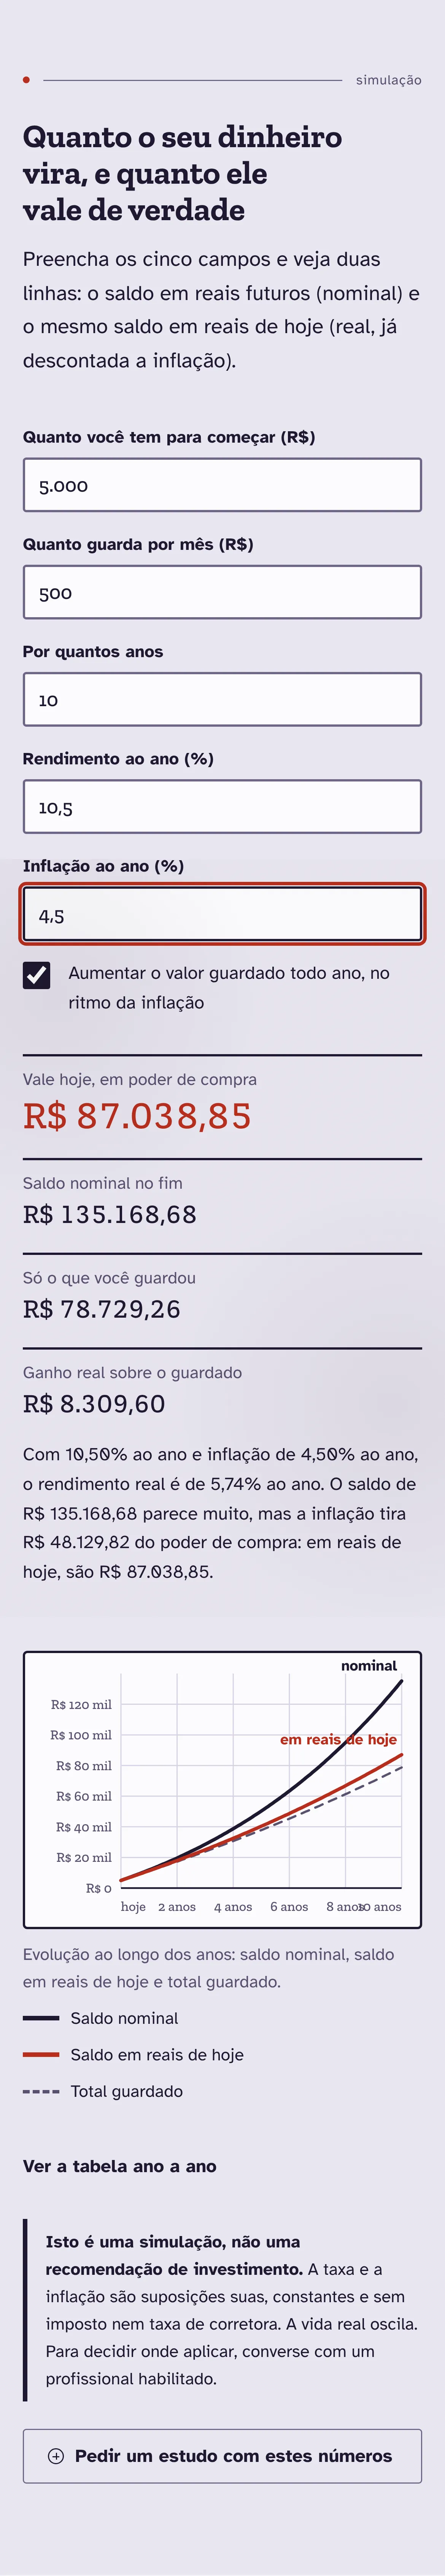 simulação
Quanto o seu dinheiro
vira, e quanto ele
vale de verdade
Preencha os cinco campos e veja duas
linhas: o saldo em reais futuros (nominal) e
o mesmo saldo em reais de hoje (real, já
descontada a inflação).
Quanto você tem para começar (R$)
5.000
Quanto guarda por mês (R$)
500
Por quantos anos
10
Rendimento ao ano (%)
10,5
Inflação ao ano (%)
4,5
Aumentar o valor guardado todo ano, no
ritmo da inflação
Vale hoje, em poder de compra
R$ 87.038,85
Saldo nominal no fim
R$ 135.168,68
Só o que você guardou
R$ 78.729,26
Ganho real sobre o guardado
R$ 8.309,60
Com 10,50% ao ano e inflação de 4,50% ao ano,
o rendimento real é de 5,74% ao ano. O saldo de
R$ 135.168,68 parece muito, mas a inflação tira
R$ 48.129,82 do poder de compra: em reais de
hoje, são R$ 87.038,85.
nominal
R$ 120 mil
R$ 100 mil
em reais de hoje
R$ 80 mil
R$ 60 mil
R$ 40 mil
R$ 20 mil
R$ 0
hoje 2 anos 4 anos 6 anos 8 anos 10 anos
Evolução ao longo dos anos: saldo nominal, saldo
em reais de hoje e total guardado.
Saldo nominal
Saldo em reais de hoje
Total guardado
Ver a tabela ano a ano
Isto é uma simulação, não uma
recomendação de investimento. A taxa e a
inflação são suposições suas, constantes e sem
imposto nem taxa de corretora. A vida real oscila.
Para decidir onde aplicar, converse com um
profissional habilitado.
Pedir um estudo com estes números